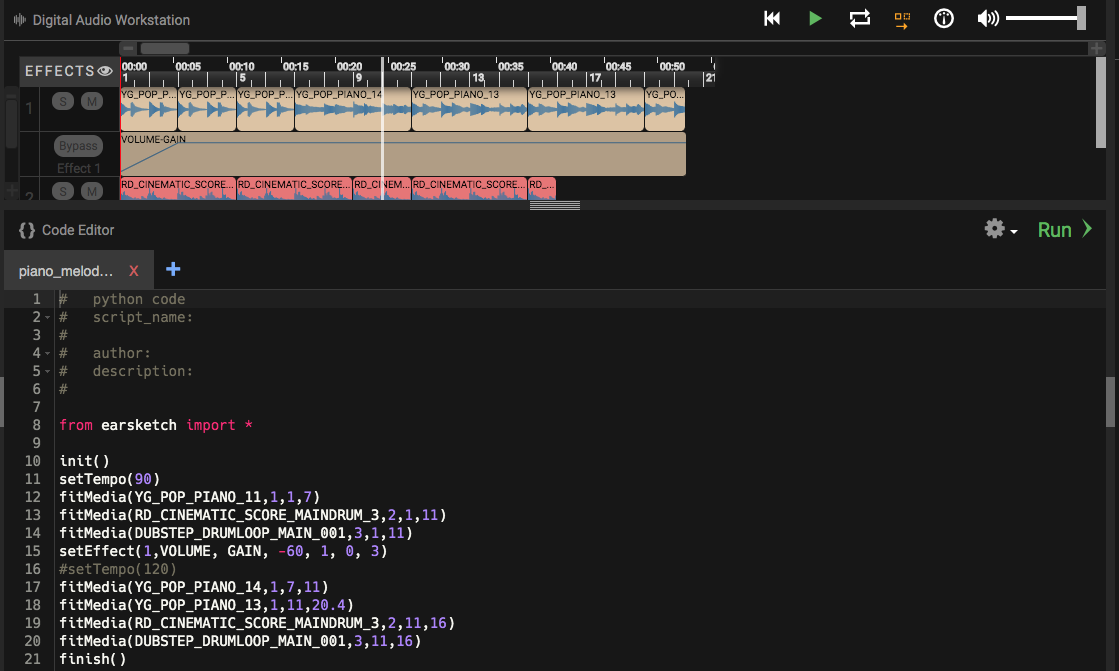 Digital Audio Workstation
EFFECTS
00:00 00:05 00:10 00:15 00:20 00:25 00:30 00:35 00:40 00:45 00:50
1 5 9 13 17 21
1 S M
YG_POP_P... YG_POP_P... YG_POP_P... YG_POP_PIANO_14 YG_POP_PIANO_13 YG_POP_PIANO_13 YG_PO...
Bypass
Effect 1
VOLUME-GAIN
2 S M
RD_CINEMATIC_SCORE... RD_CINEMATIC_SCORE... RD_CINEM... RD_CINEMATIC_SCORE... RD_...
{} Code Editor
Run
piano_melod... X +
1 # python code
2 # script_name:
3 #
4 # author:
5 # description:
6 #
7
8 from earsketch import *
9
10 init()
11 setTempo(90)
12 fitMedia(YG_POP_PIANO_11,1,1,7)
13 fitMedia(RD_CINEMATIC_SCORE_MAINDRUM_3,2,1,11)
14 fitMedia(DUBSTEP_DRUMLOOP_MAIN_001,3,1,11)
15 setEffect(1,VOLUME, GAIN, -60, 1, 0, 3)
16 #setTempo(120)
17 fitMedia(YG_POP_PIANO_14,1,7,11)
18 fitMedia(YG_POP_PIANO_13,1,11,20.4)
19 fitMedia(RD_CINEMATIC_SCORE_MAINDRUM_3,2,11,16)
20 fitMedia(DUBSTEP_DRUMLOOP_MAIN_001,3,11,16)
21 finish()